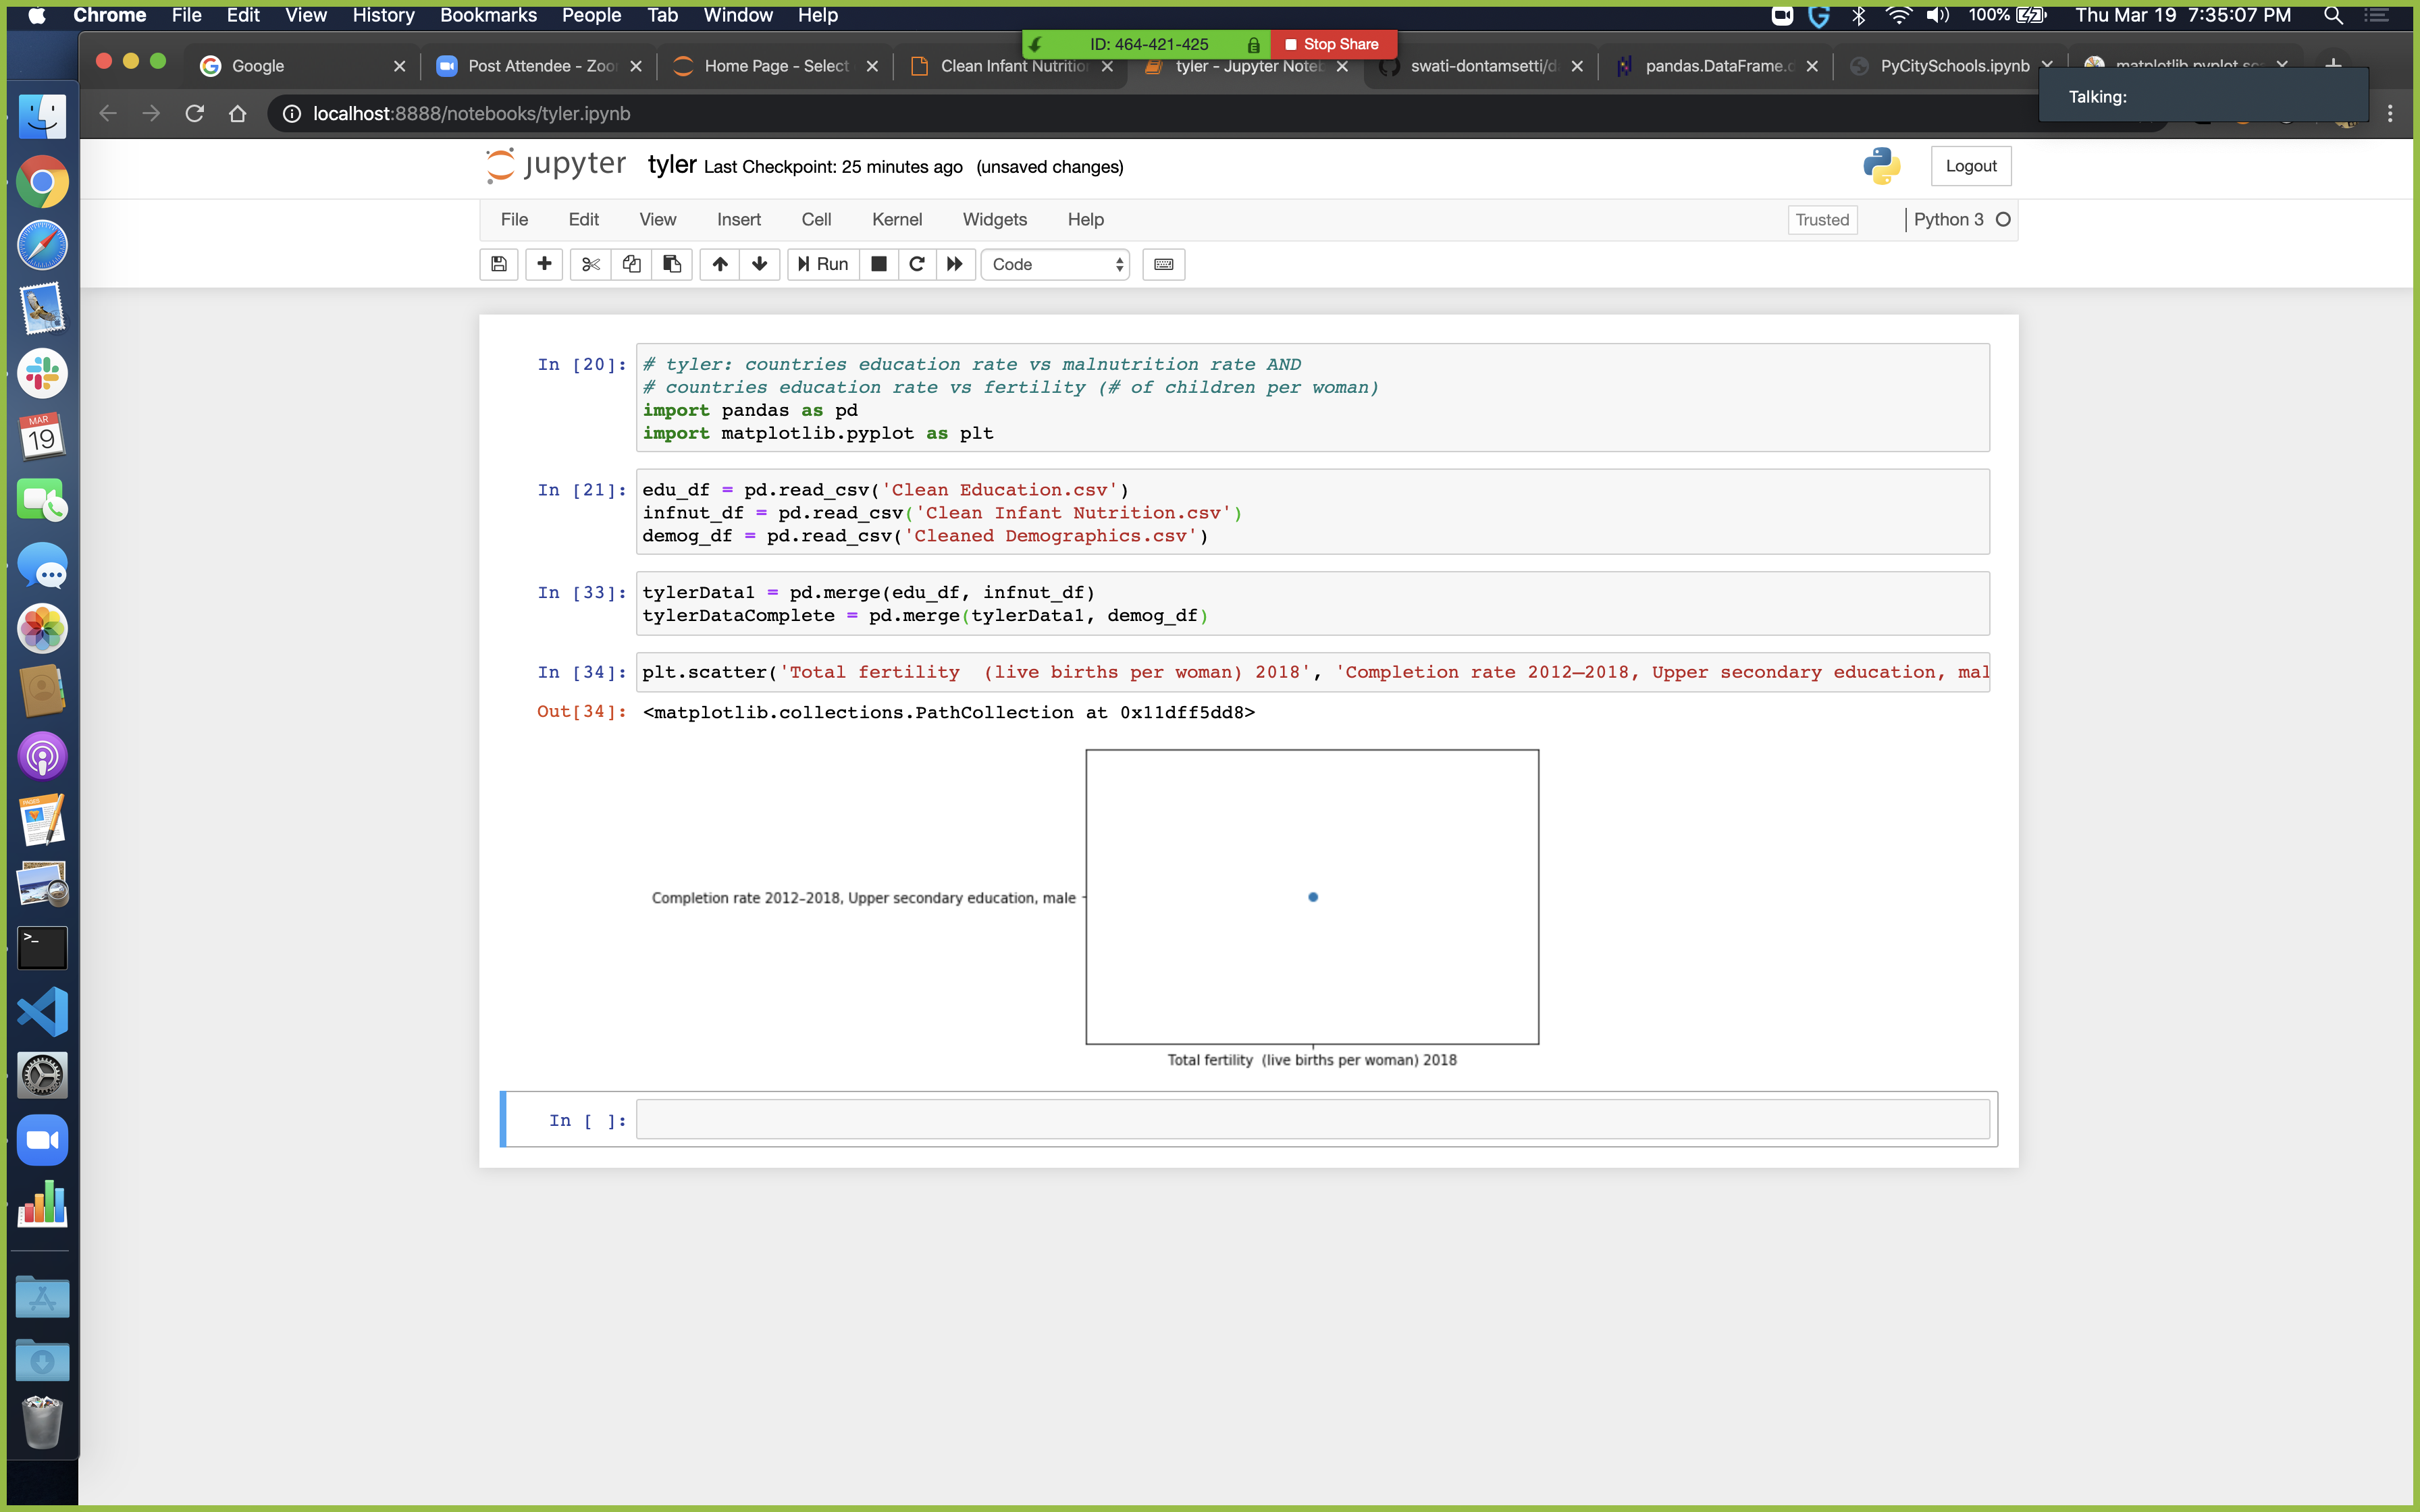 Chrome File Edit View History Bookmarks People Tab Window Help 100% Thu Mar 19 7:35:07 PM
ID: 464-421-425 Stop Share
Google Post Attendee - Zoo Home Page - Select Clean Infant Nutritio tyler - Jupyter Noteb swati-dontamsetti/d pandas.DataFrame. PyCitySchools.ipynb matplotlib.pyplot.sc
Talking:
localhost:8888/notebooks/tyler.ipynb
jupyter tyler Last Checkpoint: 25 minutes ago (unsaved changes) Logout
File Edit View Insert Cell Kernel Widgets Help Trusted Python 3
Run Code
In [20]: # tyler: countries education rate vs malnutrition rate AND
# countries education rate vs fertility (# of children per woman)
import pandas as pd
import matplotlib.pyplot as plt
In [21]: edu_df = pd.read_csv('Clean Education.csv')
infnut_df = pd.read_csv('Clean Infant Nutrition.csv')
demog_df = pd.read_csv('Cleaned Demographics.csv')
In [33]: tylerData1 = pd.merge(edu_df, infnut_df)
tylerDataComplete = pd.merge(tylerData1, demog_df)
In [34]: plt.scatter('Total fertility  (live births per woman) 2018', 'Completion rate 2012–2018, Upper secondary education, mal
Out[34]: <matplotlib.collections.PathCollection at 0x11dff5dd8>
Completion rate 2012–2018, Upper secondary education, male
Total fertility  (live births per woman) 2018
In [ ]:
MAR
19
PAGES
>_